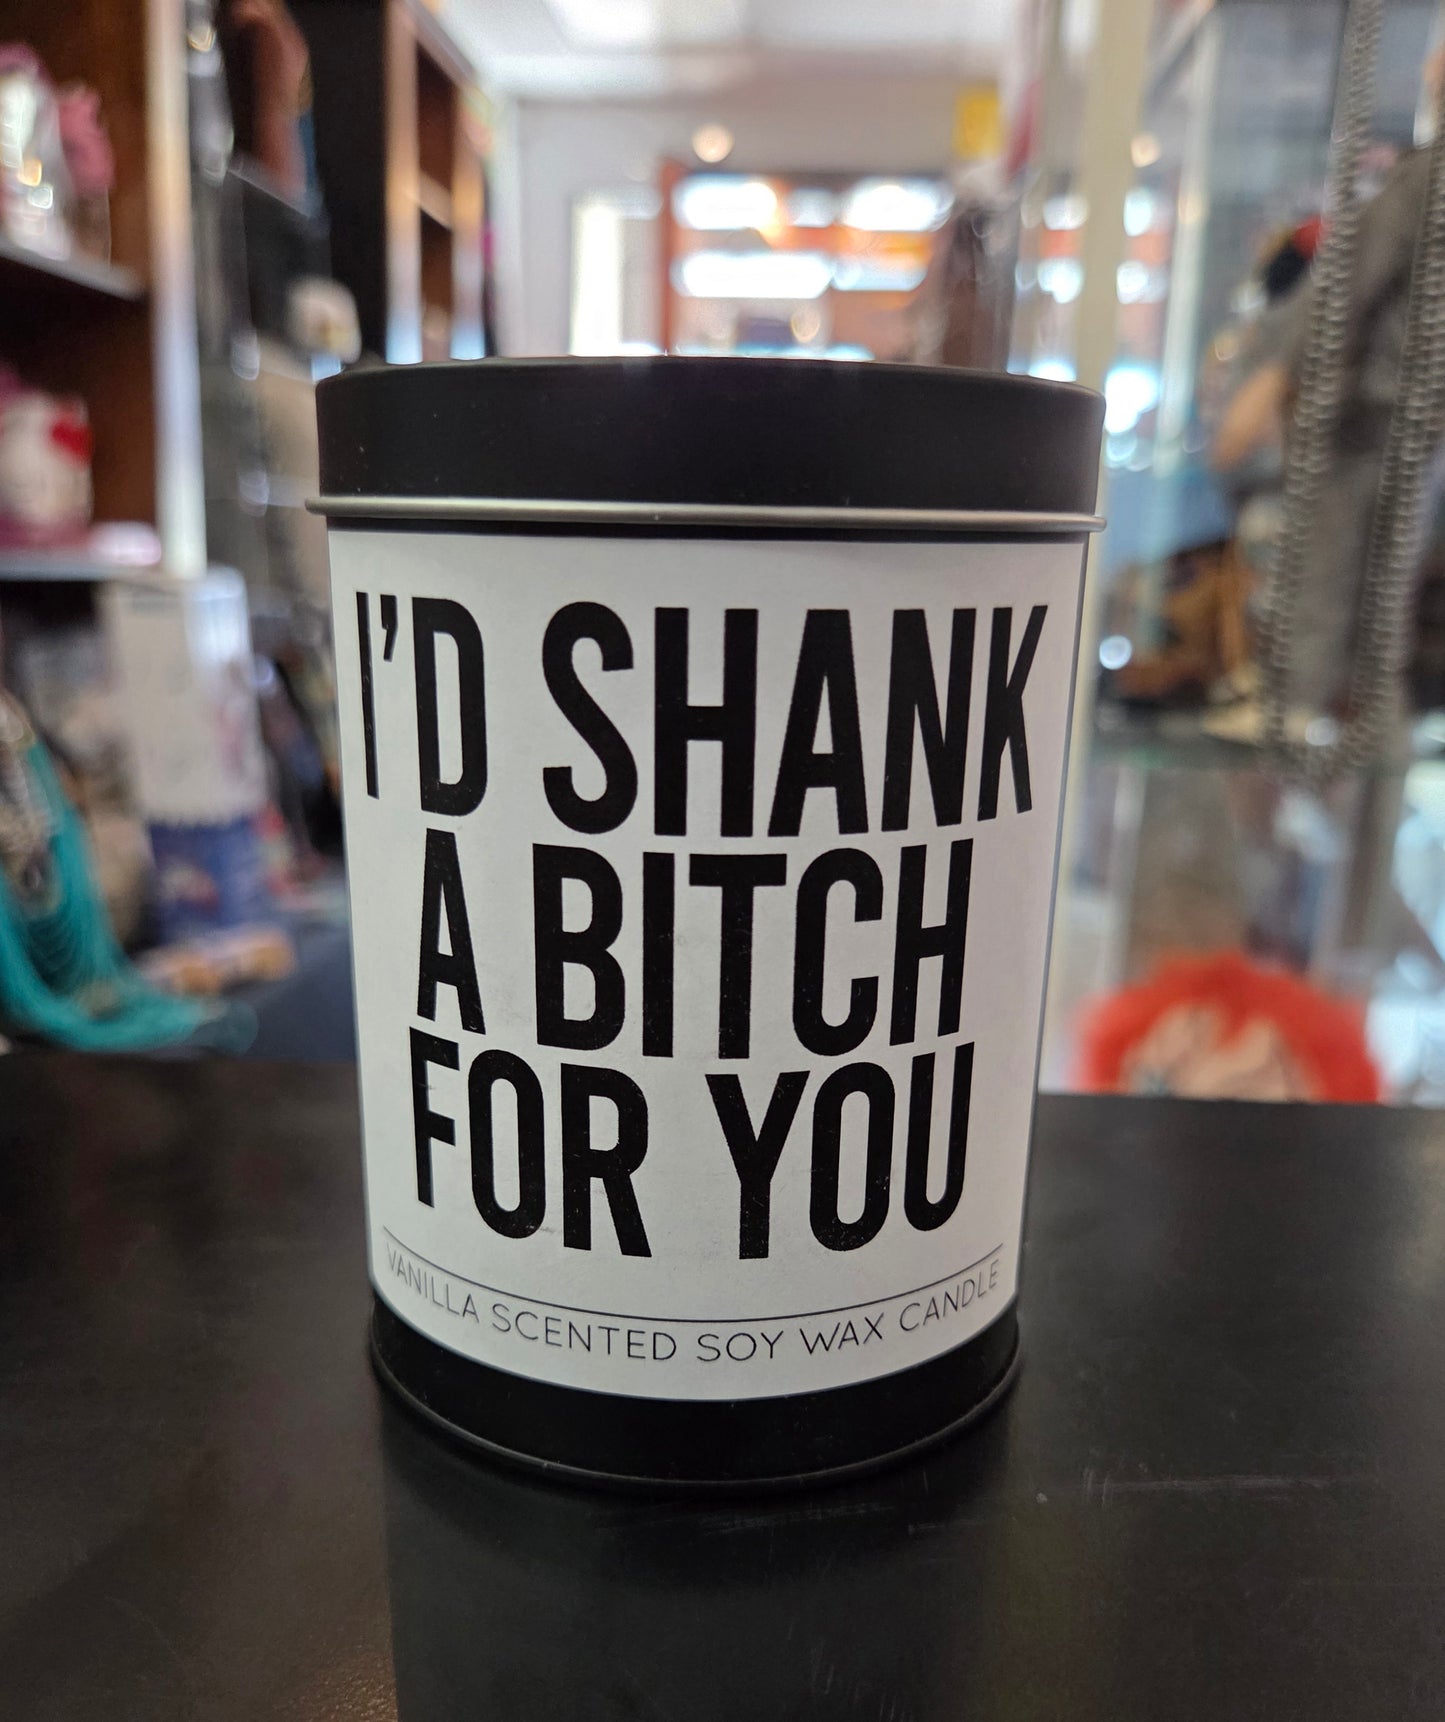 I'D SHANK
A BITCH
FOR YOU
VANILLA SCENTED SOY WAX CANDLE